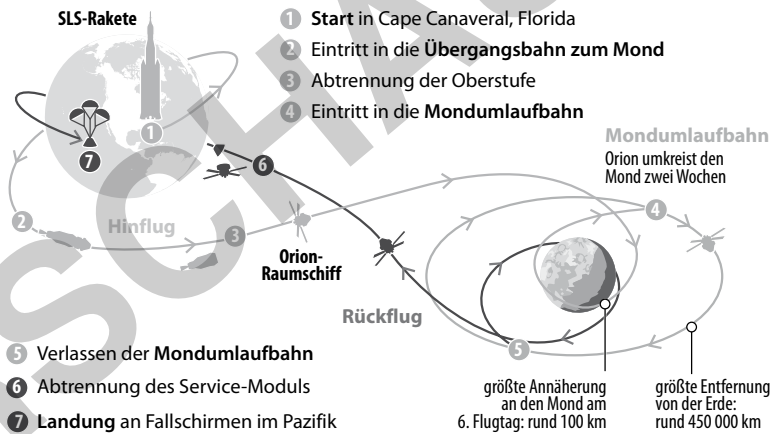 SLS-Rakete
1 Start in Cape Canaveral, Florida
2 Eintritt in die Übergangsbahn zum Mond
3 Abtrennung der Oberstufe
4 Eintritt in die Mondumlaufbahn
1
7
6
Mondumlaufbahn
Orion umkreist den
Mond zwei Wochen
2
Hinflug
3
4
Orion-
Raumschiff
Rückflug
5
5 Verlassen der Mondumlaufbahn
6 Abtrennung des Service-Moduls
7 Landung an Fallschirmen im Pazifik
größte Annäherung
an den Mond am
6. Flugtag: rund 100 km
größte Entfernung
von der Erde:
rund 450 000 km